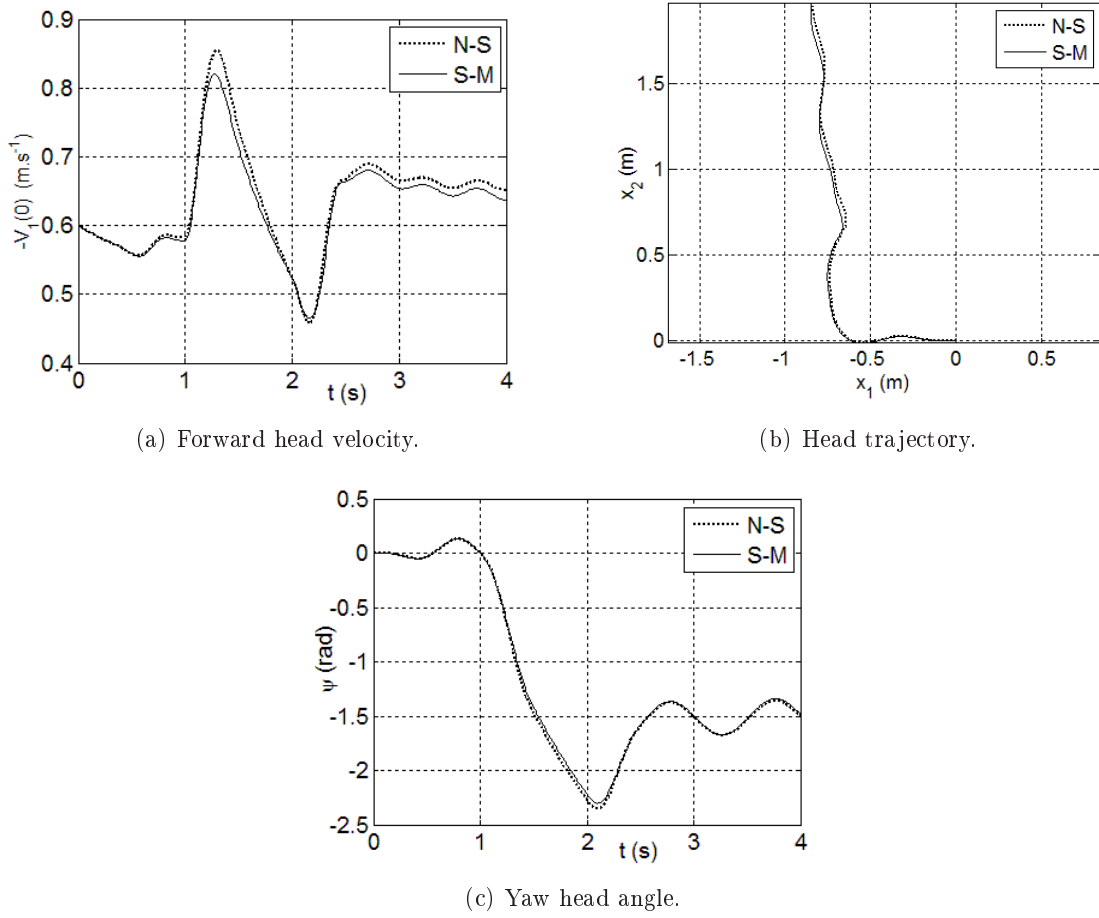 0.9
0.8
0.7
0.6
0.5
0.4
-V_1(0) (m.s^-1)
N-S
S-M
0 1 2 3 4
t (s)
(a) Forward head velocity.
1.5
1
0.5
0
x_2 (m)
N-S
S-M
-1.5 -1 -0.5 0 0.5
x_1 (m)
(b) Head trajectory.
0.5
0
-0.5
-1
-1.5
-2
-2.5
ψ (rad)
N-S
S-M
0 1 2 3 4
t (s)
(c) Yaw head angle.